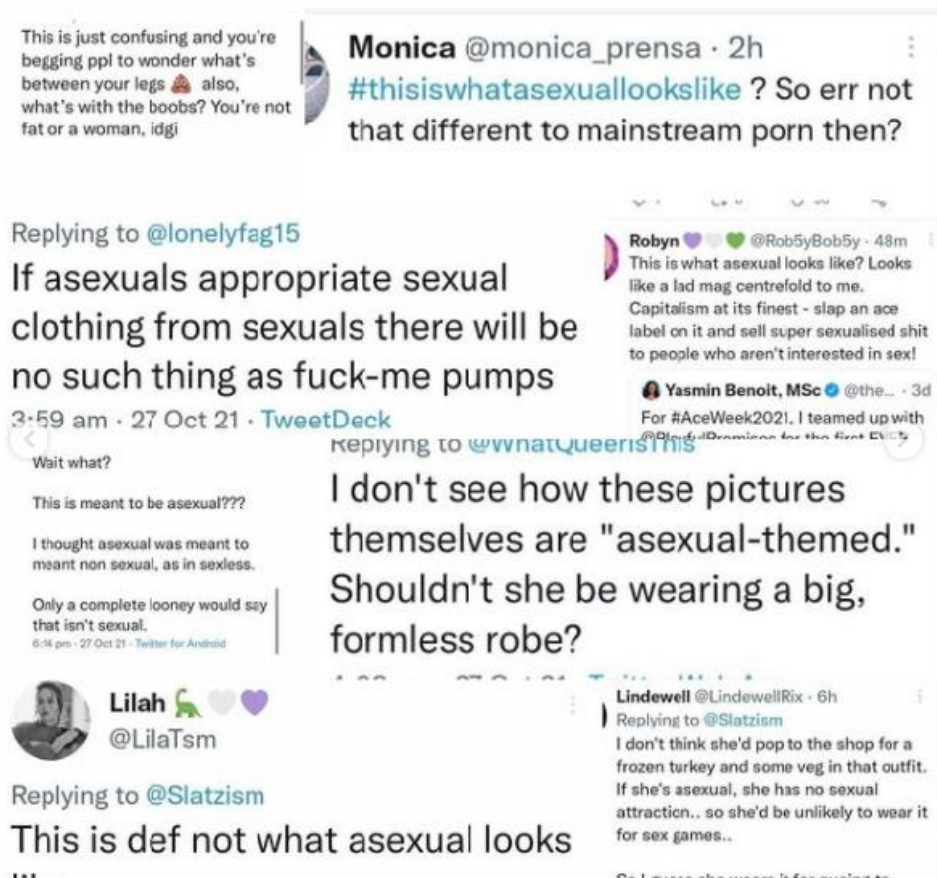 This is just confusing and you're
begging ppl to wonder what's
between your legs 💩 also,
what's with the boobs? You're not
fat or a woman, idgi
Monica @monica_prensa · 2h
#thisiswhatasexuallookslike ? So err not
that different to mainstream porn then?
Replying to @lonelyfag15
If asexuals appropriate sexual
clothing from sexuals there will be
no such thing as fuck-me pumps
3:59 am · 27 Oct 21 · TweetDeck
Robyn 💜🤍💚 @Rob5yBob5y · 48m
This is what asexual looks like? Looks
like a lad mag centrefold to me.
Capitalism at its finest - slap an ace
label on it and sell super sexualised shit
to people who aren't interested in sex!
Yasmin Benoit, MSc @the... · 3d
For #AceWeek2021, I teamed up with
@PlayfulPromises for the first EVER
Wait what?
This is meant to be asexual???
I thought asexual was meant to
meant non sexual, as in sexless.
Only a complete looney would say
that isn't sexual.
6:14 pm · 27 Oct 21 · Twitter for Android
Replying to @WhatQueerIsThis
I don't see how these pictures
themselves are "asexual-themed."
Shouldn't she be wearing a big,
formless robe?
Lilah 🦕🤍💜
@LilaTsm
Replying to @Slatzism
This is def not what asexual looks
Lindewell @LindewellRix · 6h
Replying to @Slatzism
I don't think she'd pop to the shop for a
frozen turkey and some veg in that outfit.
If she's asexual, she has no sexual
attraction.. so she'd be unlikely to wear it
for sex games..